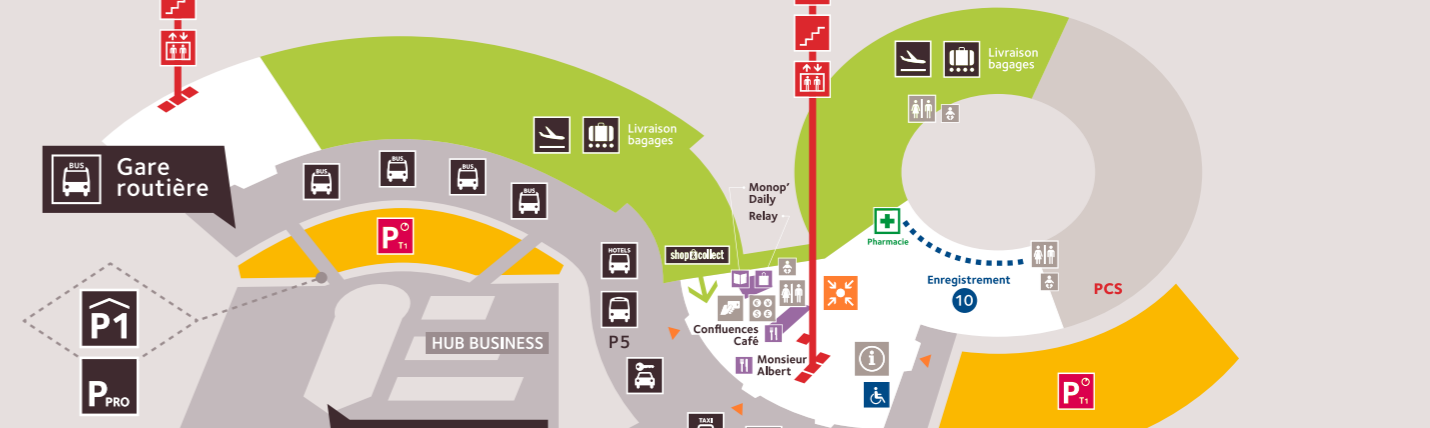 Livraison
bagages
Livraison
bagages
BUS
Gare
routière
BUS
BUS
BUS
BUS
Monop'
Daily
Relay
P T1
Pharmacie
HOTELS
shop collect
Enregistrement
10
PCS
P1
HUB BUSINESS
P5
Confluences
Café
Monsieur
Albert
i
P PRO
P T1
TAXI